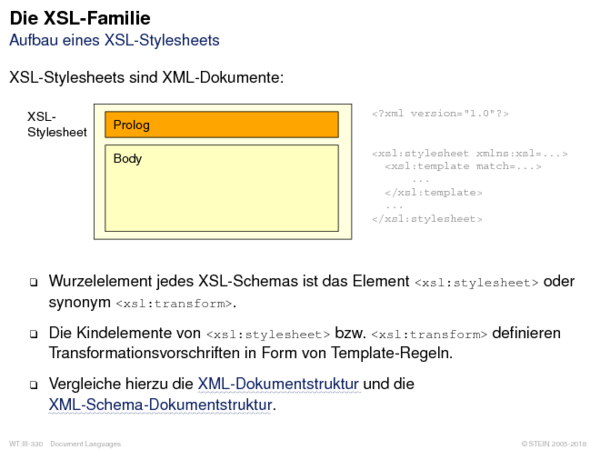 Die XSL-Familie
Aufbau eines XSL-Stylesheets
XSL-Stylesheets sind XML-Dokumente:
XSL-
Stylesheet
Prolog
Body
<?xml version="1.0"?>
<xsl:stylesheet xmlns:xsl=...>
<xsl:template match=...>
...
</xsl:template>
...
</xsl:stylesheet>
❑ Wurzelelement jedes XSL-Schemas ist das Element <xsl:stylesheet> oder
synonym <xsl:transform>.
❑ Die Kindelemente von <xsl:stylesheet> bzw. <xsl:transform> definieren
Transformationsvorschriften in Form von Template-Regeln.
❑ Vergleiche hierzu die XML-Dokumentstruktur und die
XML-Schema-Dokumentstruktur.
WT:III-330 Document Languages © STEIN 2005-2018